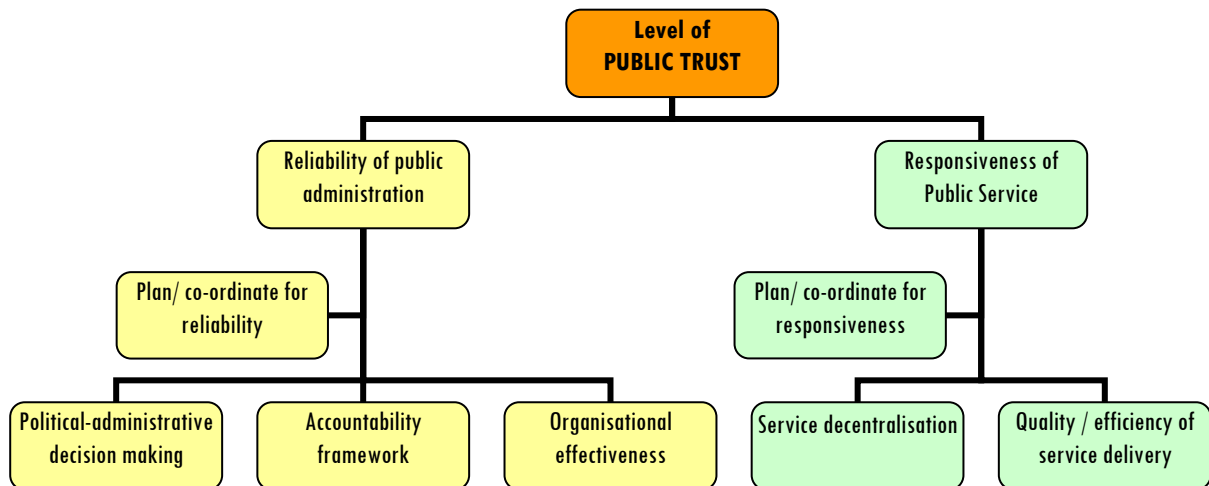 Level of
PUBLIC TRUST
Reliability of public
administration
Responsiveness of
Public Service
Plan/ co-ordinate for
reliability
Plan/ co-ordinate for
responsiveness
Political-administrative
decision making
Accountability
framework
Organisational
effectiveness
Service decentralisation
Quality / efficiency of
service delivery